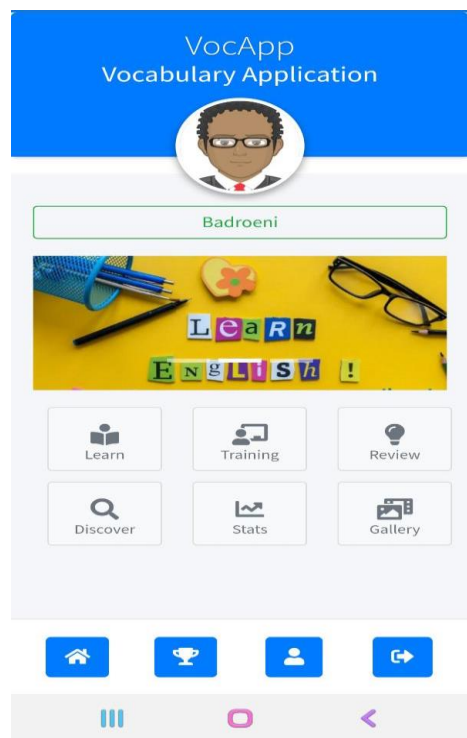 VocApp
Vocabulary Application
Badroeni
LeaRn
ENgLiSh !
Learn
Training
Review
Discover
Stats
Gallery